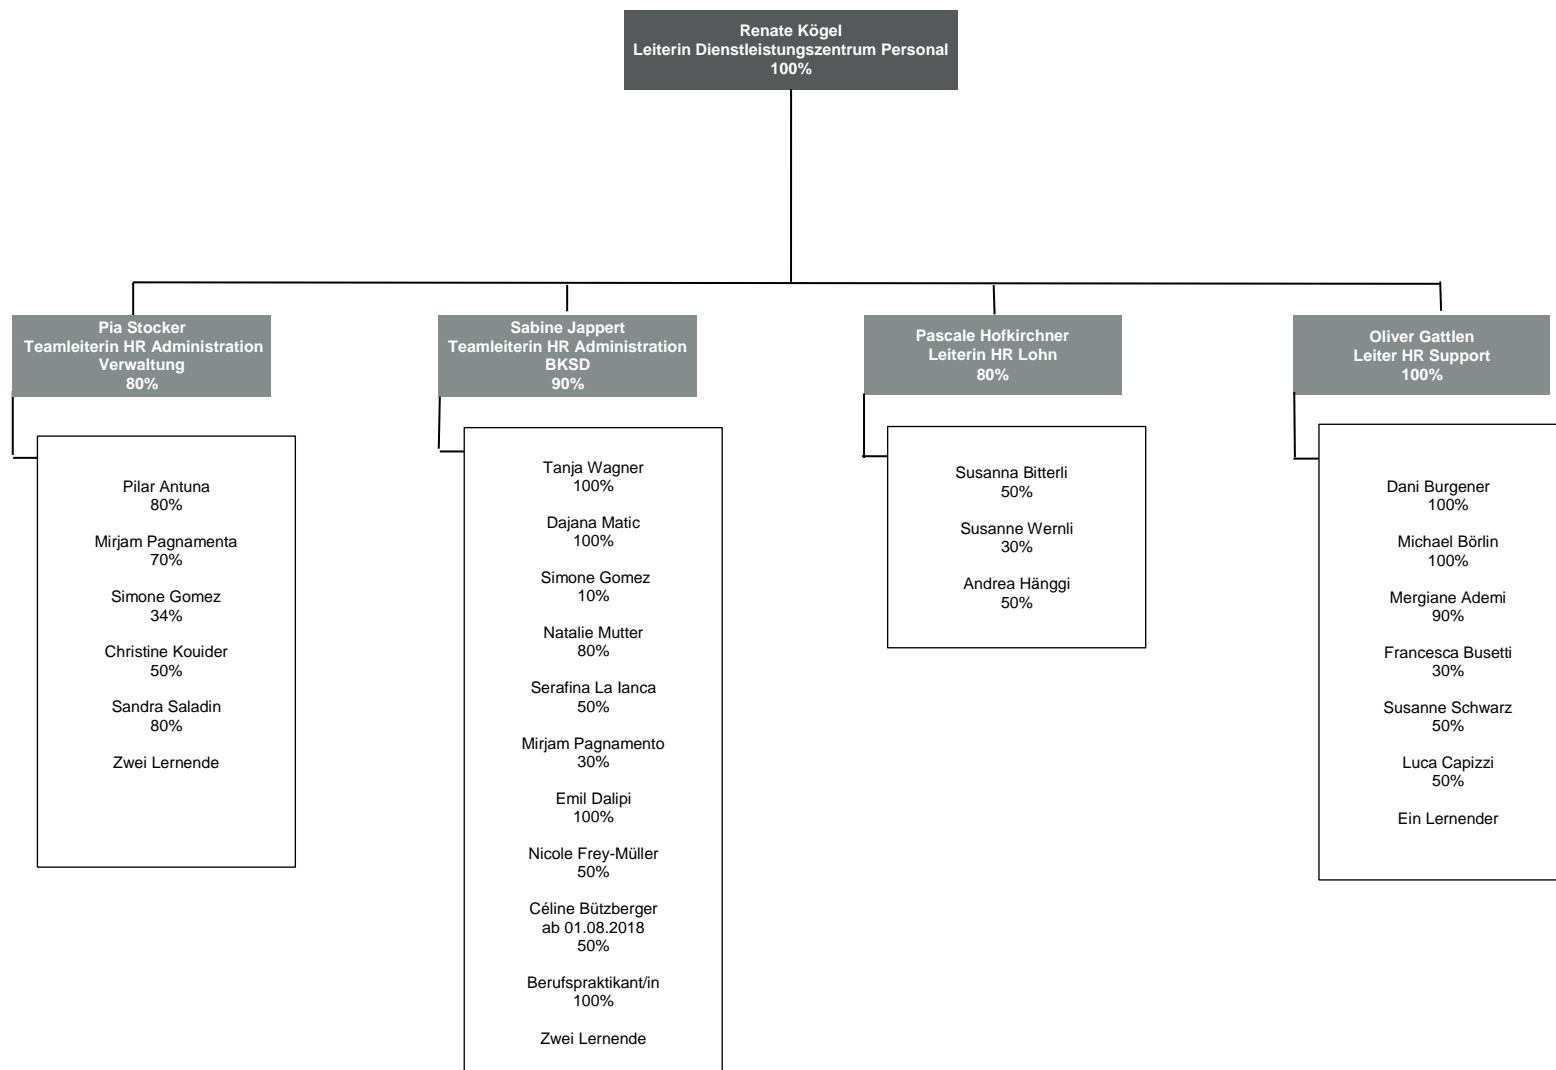 Renate Kögel
Leiterin Dienstleistungszentrum Personal
100%
Pia Stocker
Teamleiterin HR Administration
Verwaltung
80%
Pilar Antuna
80%
Mirjam Pagnamenta
70%
Simone Gomez
34%
Christine Kouider
50%
Sandra Saladin
80%
Zwei Lernende
Sabine Jappert
Teamleiterin HR Administration
BKSD
90%
Tanja Wagner
100%
Dajana Matic
100%
Simone Gomez
10%
Natalie Mutter
80%
Serafina La Ianca
50%
Mirjam Pagnamento
30%
Emil Dalipi
100%
Nicole Frey-Müller
50%
Céline Bützberger
ab 01.08.2018
50%
Berufspraktikant/in
100%
Zwei Lernende
Pascale Hofkirchner
Leiterin HR Lohn
80%
Susanna Bitterli
50%
Susanne Wernli
30%
Andrea Hänggi
50%
Oliver Gattlen
Leiter HR Support
100%
Dani Burgener
100%
Michael Börlin
100%
Mergiane Ademi
90%
Francesca Busetti
30%
Susanne Schwarz
50%
Luca Capizzi
50%
Ein Lernender